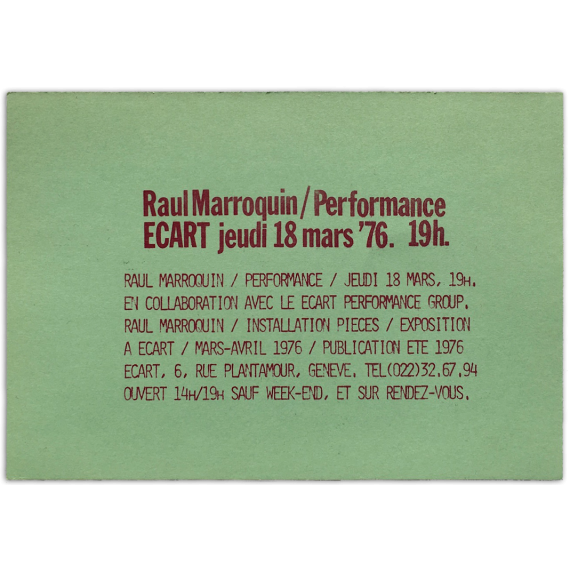 Raul Marroquin / Performance
ECART jeudi 18 mars '76. 19h.
RAUL MARROQUIN / PERFORMANCE / JEUDI 18 MARS, 19H.
EN COLLABORATION AVEC LE ECART PERFORMANCE GROUP.
RAUL MARROQUIN / INSTALLATION PIECES / EXPOSITION
A ECART / MARS-AVRIL 1976 / PUBLICATION ETE 1976
ECART, 6, RUE PLANTAMOUR, GENEVE. TEL(022)32.67.94
OUVERT 14H/19H SAUF WEEK-END, ET SUR RENDEZ-VOUS.